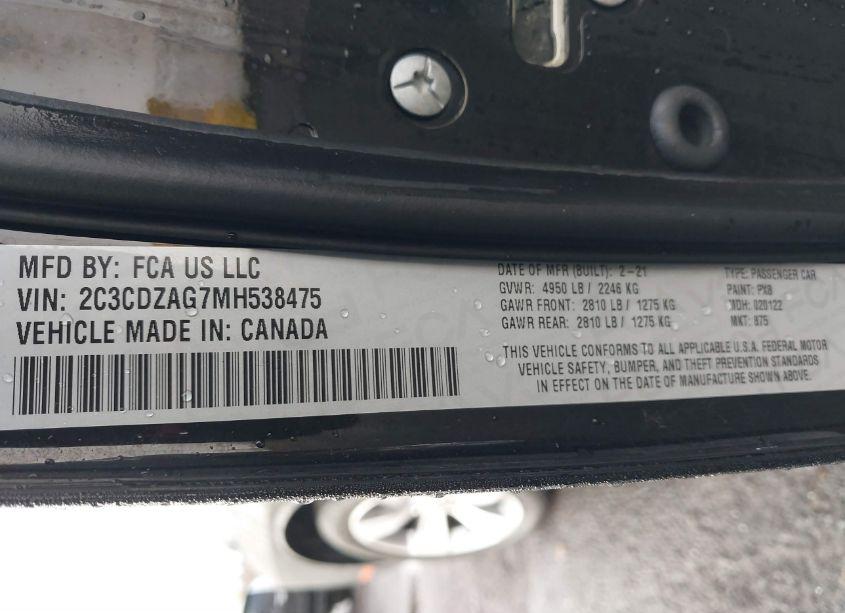 MFD BY: FCA US LLC
VIN: 2C3CDZAG7MH538475
VEHICLE MADE IN: CANADA
DATE OF MFR (BUILT): 2-21
GVWR: 4950 LB / 2246 KG
GAWR FRONT: 2810 LB / 1275 KG
GAWR REAR: 2810 LB / 1275 KG
TYPE: PASSENGER CAR
PAINT: PX8
MDH: 020122
MKT: 875
THIS VEHICLE CONFORMS TO ALL APPLICABLE U.S.A. FEDERAL MOTOR
VEHICLE SAFETY, BUMPER, AND THEFT PREVENTION STANDARDS
IN EFFECT ON THE DATE OF MANUFACTURE SHOWN ABOVE.